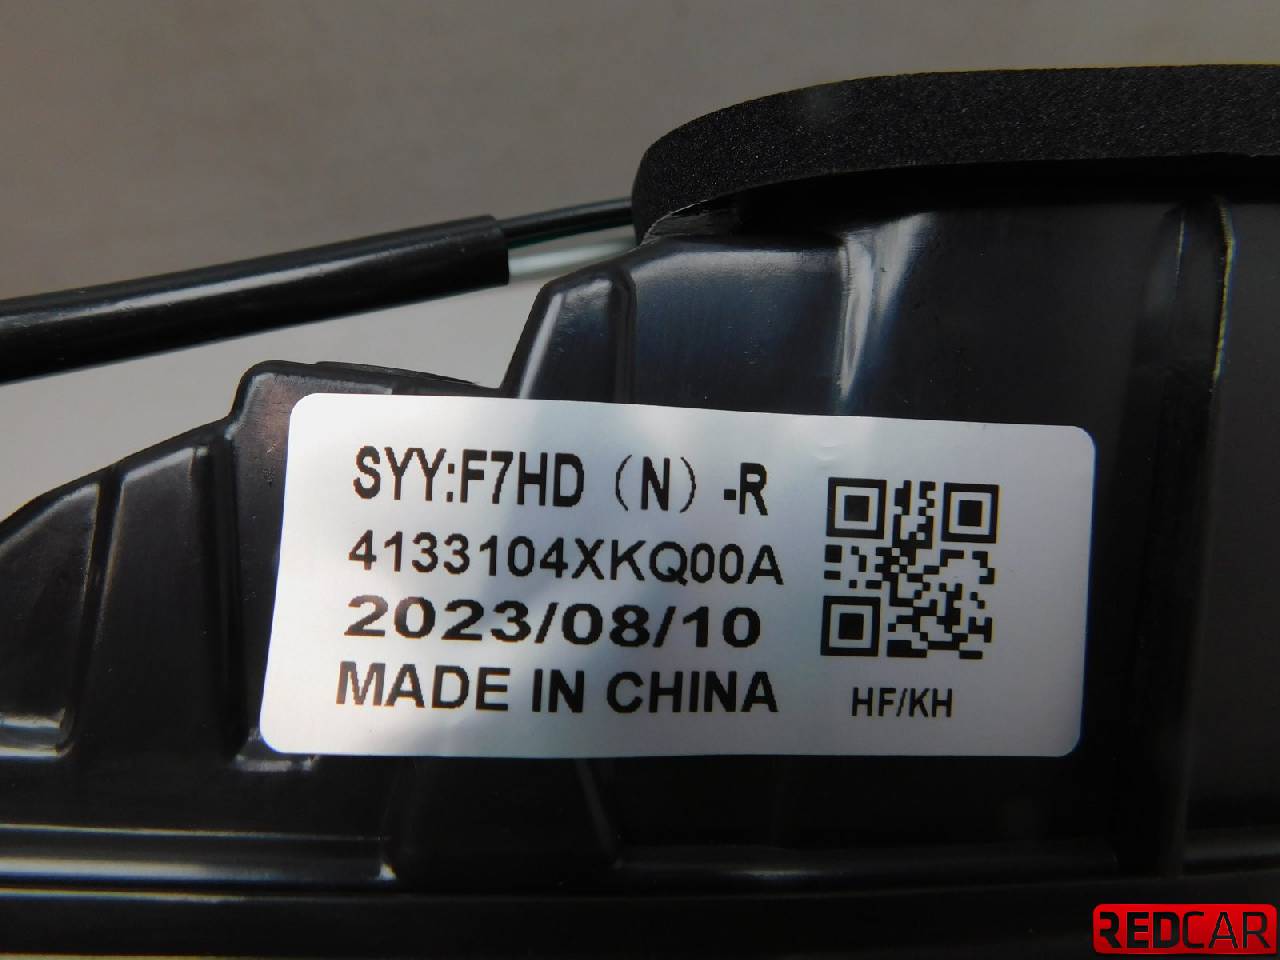 SYY:F7HD（N）-R
4133104XKQ00A
2023/08/10
MADE IN CHINA
HF/KH
REDCAR